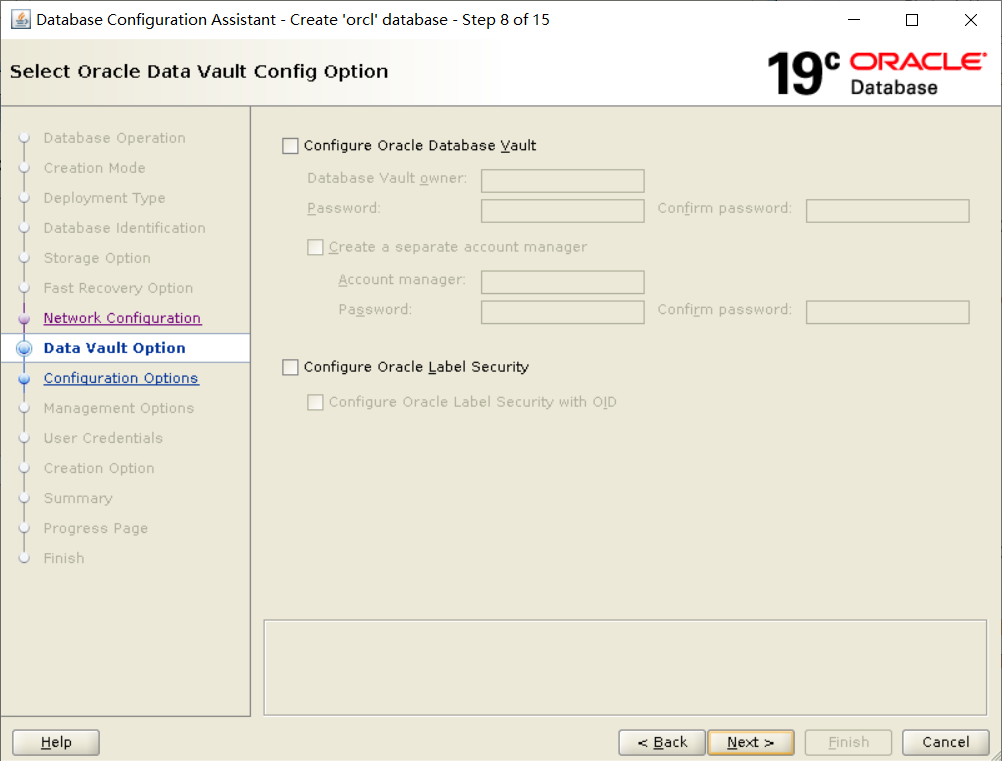 Database Configuration Assistant - Create 'orcl' database - Step 8 of 15
Select Oracle Data Vault Config Option
19c ORACLE
Database
Database Operation
Creation Mode
Deployment Type
Database Identification
Storage Option
Fast Recovery Option
Network Configuration
Data Vault Option
Configuration Options
Management Options
User Credentials
Creation Option
Summary
Progress Page
Finish
Configure Oracle Database Vault
Database Vault owner:
Password: Confirm password:
Create a separate account manager
Account manager:
Password: Confirm password:
Configure Oracle Label Security
Configure Oracle Label Security with OID
Help < Back Next > Finish Cancel